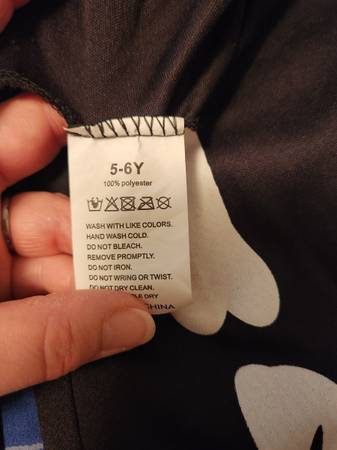 5-6Y
100% polyester
WASH WITH LIKE COLORS.
HAND WASH COLD.
DO NOT BLEACH.
REMOVE PROMPTLY.
DO NOT IRON.
DO NOT WRING OR TWIST.
DO NOT DRY CLEAN.
DRY
CHINA